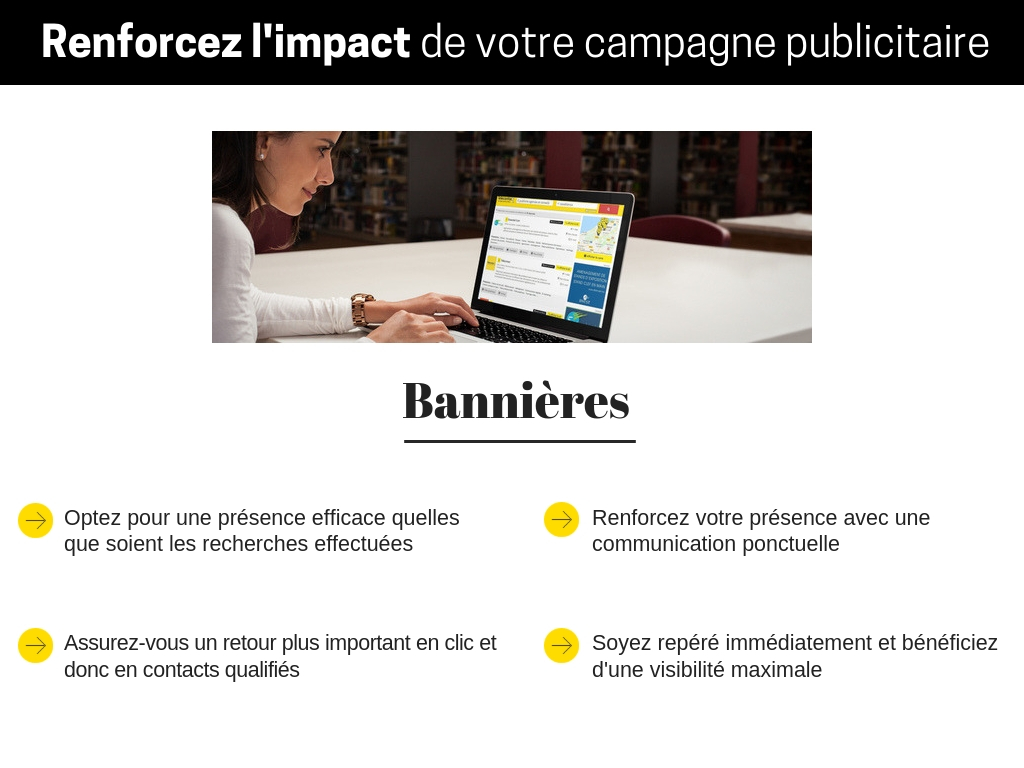 Renforcez l'impact de votre campagne publicitaire
Bannières
Optez pour une présence efficace quelles
que soient les recherches effectuées
Renforcez votre présence avec une
communication ponctuelle
Assurez-vous un retour plus important en clic et
donc en contacts qualifiés
Soyez repéré immédiatement et bénéficiez
d'une visibilité maximale